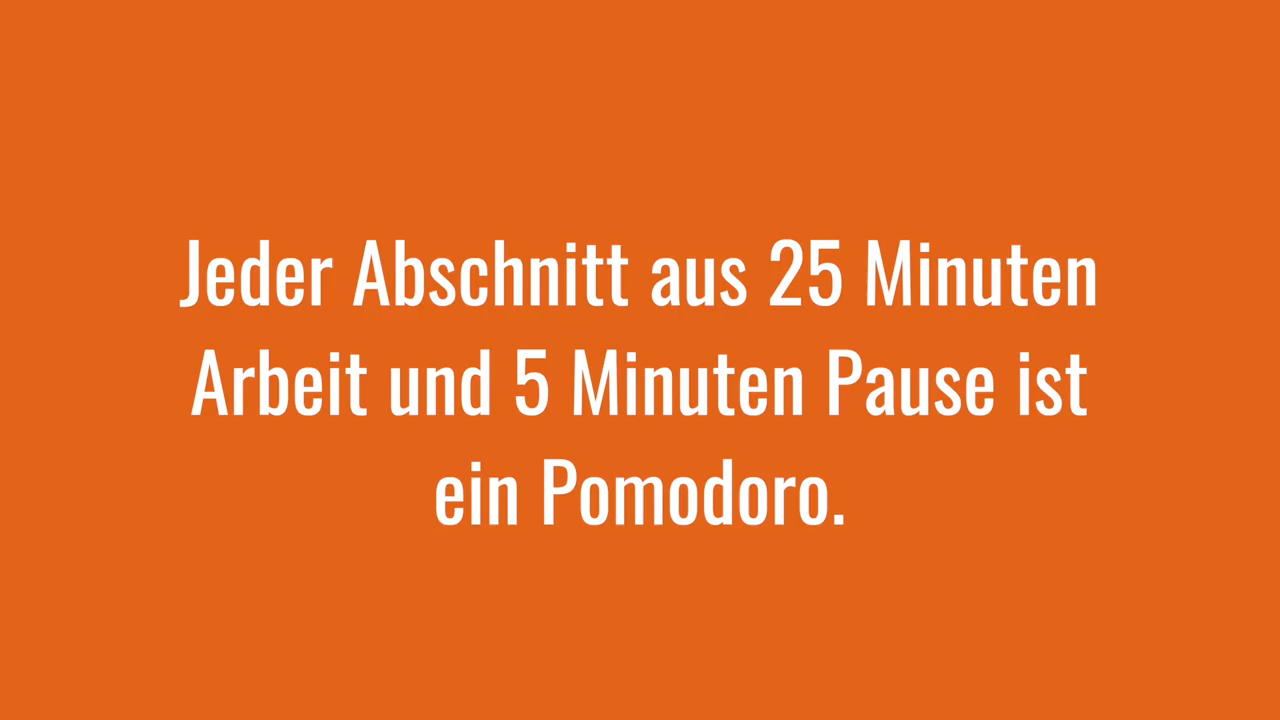 Jeder Abschnitt aus 25 Minuten
Arbeit und 5 Minuten Pause ist
ein Pomodoro.